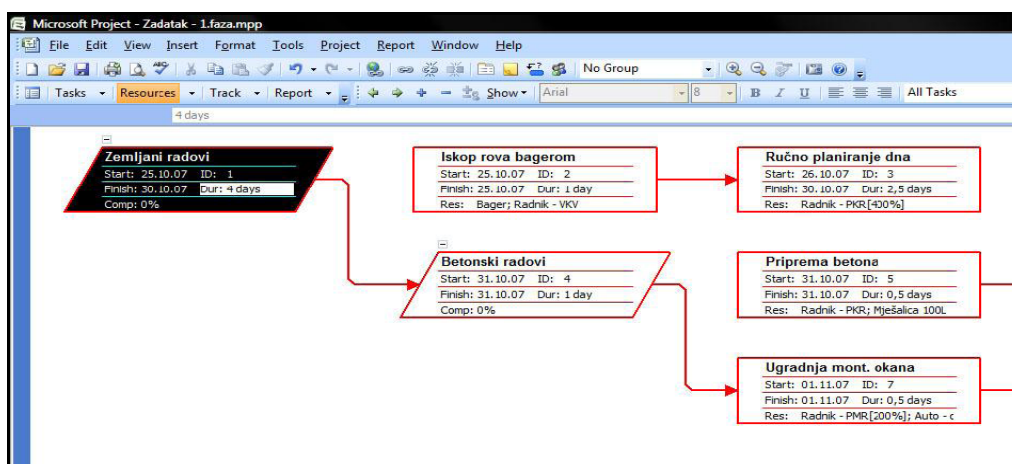 Microsoft Project - Zadatak - 1.faza.mpp
File Edit View Insert Format Tools Project Report Window Help
No Group
Tasks Resources Track Report Show Arial 8 B I U All Tasks
4 days
Zemljani radovi
Start: 25.10.07 ID: 1
Finish: 30.10.07 Dur: 4 days
Comp: 0%
Iskop rova bagerom
Start: 25.10.07 ID: 2
Finish: 25.10.07 Dur: 1 day
Res: Bager; Radnik - VKV
Ručno planiranje dna
Start: 26.10.07 ID: 3
Finish: 30.10.07 Dur: 2,5 days
Res: Radnik - PKR[400%]
Betonski radovi
Start: 31.10.07 ID: 4
Finish: 31.10.07 Dur: 1 day
Comp: 0%
Priprema betona
Start: 31.10.07 ID: 5
Finish: 31.10.07 Dur: 0,5 days
Res: Radnik - PKR; Mješalica 100L
Ugradnja mont. okana
Start: 01.11.07 ID: 7
Finish: 01.11.07 Dur: 0,5 days
Res: Radnik - PMR[200%]; Auto - c